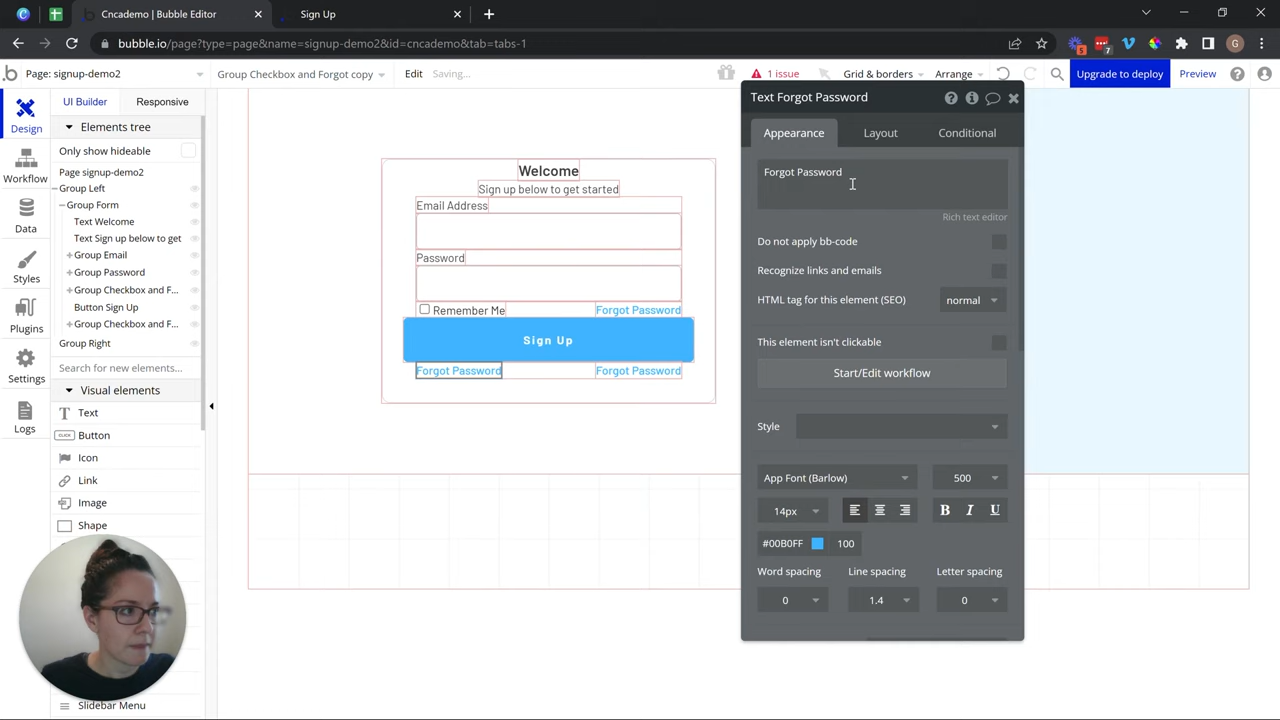 Cncademo | Bubble Editor
Sign Up
bubble.io/page?type=page&name=signup-demo2&id=cncademo&tab=tabs-1
5
7
G
Page: signup-demo2
Group Checkbox and Forgot copy
Edit
Saving...
1 issue
Grid & borders
Arrange
Upgrade to deploy
Preview
Design
Workflow
Data
Styles
Plugins
Settings
Logs
UI Builder
Responsive
Elements tree
Only show hideable
Page signup-demo2
Group Left
Group Form
Text Welcome
Text Sign up below to get
Group Email
Group Password
Group Checkbox and F...
Button Sign Up
Group Checkbox and F...
Group Right
Search for new elements...
Visual elements
Text
CLICK
Button
Icon
Link
Image
Shape
Slidebar Menu
Welcome
Sign up below to get started
Email Address
Password
Remember Me
Forgot Password
Sign Up
Forgot Password
Forgot Password
Text Forgot Password
Appearance
Layout
Conditional
Forgot Password
Rich text editor
Do not apply bb-code
Recognize links and emails
HTML tag for this element (SEO)
normal
This element isn't clickable
Start/Edit workflow
Style
App Font (Barlow)
500
14px
B I U
#00B0FF
100
Word spacing
Line spacing
Letter spacing
0
1.4
0